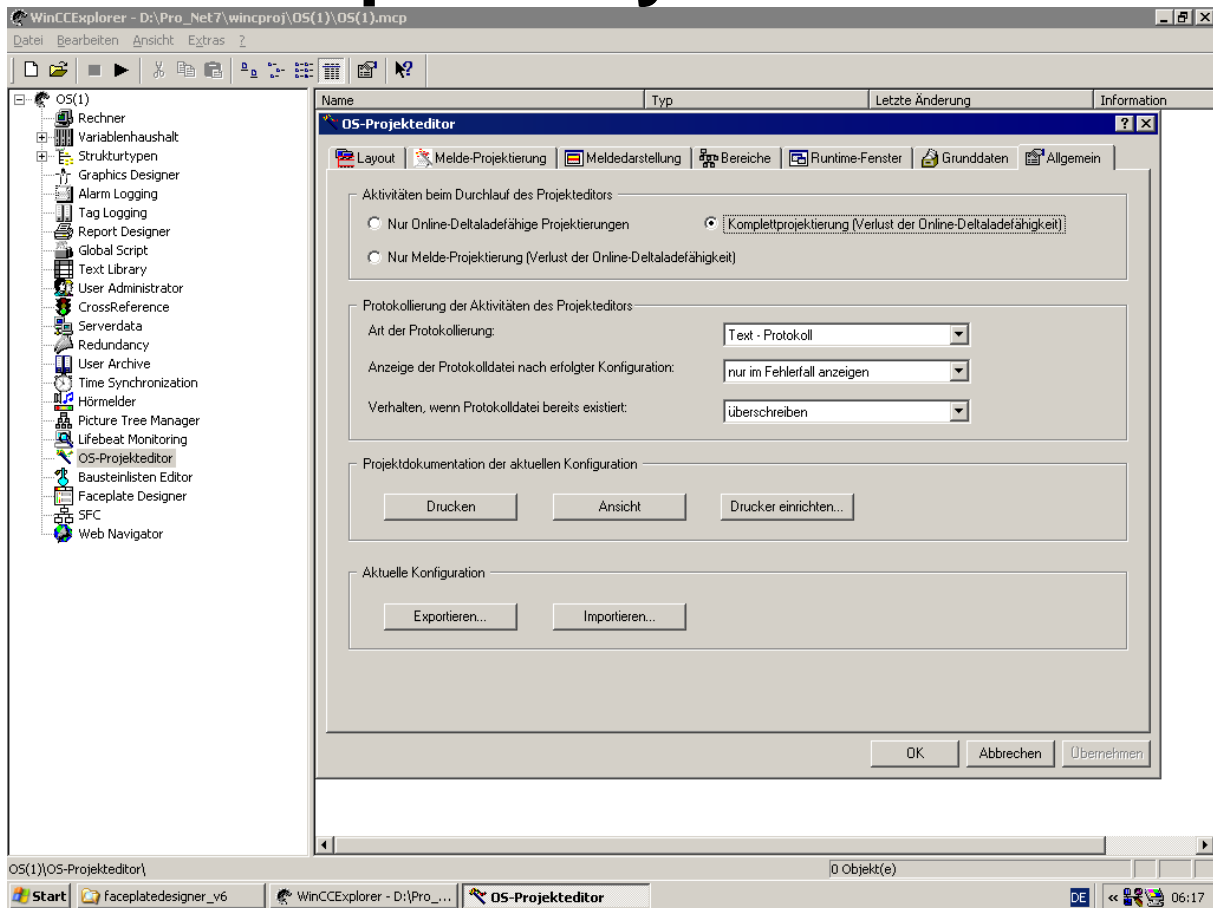 WinCCExplorer - D:\Pro_Net7\wincproj\OS(1)\OS(1).mcp
Datei Bearbeiten Ansicht Extras ?
OS(1)
Rechner
Variablenhaushalt
Strukturtypen
Graphics Designer
Alarm Logging
Tag Logging
Report Designer
Global Script
Text Library
User Administrator
CrossReference
Serverdata
Redundancy
User Archive
Time Synchronization
Hörmelder
Picture Tree Manager
Lifebeat Monitoring
OS-Projekteditor
Bausteinlisten Editor
Faceplate Designer
SFC
Web Navigator
Name Typ Letzte Änderung Information
OS-Projekteditor
Layout Melde-Projektierung Meldedarstellung Bereiche Runtime-Fenster Grunddaten Allgemein
Aktivitäten beim Durchlauf des Projekteditors
Nur Online-Deltaladefähige Projektierungen Komplettprojektierung (Verlust der Online-Deltaladefähigkeit)
Nur Melde-Projektierung (Verlust der Online-Deltaladefähigkeit)
Protokollierung der Aktivitäten des Projekteditors
Art der Protokollierung: Text - Protokoll
Anzeige der Protokolldatei nach erfolgter Konfiguration: nur im Fehlerfall anzeigen
Verhalten, wenn Protokolldatei bereits existiert: überschreiben
Projektdokumentation der aktuellen Konfiguration
Drucken Ansicht Drucker einrichten...
Aktuelle Konfiguration
Exportieren... Importieren...
OK Abbrechen Übernehmen
OS(1)\OS-Projekteditor\ 0 Objekt(e)
Start faceplatedesigner_v6 WinCCExplorer - D:\Pro_... OS-Projekteditor DE « 06:17